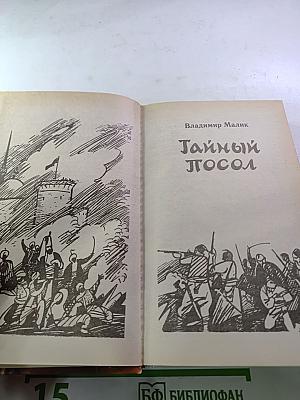 Владимир Малик
Тайный
посол
15
БФ БИБЛИОФАН